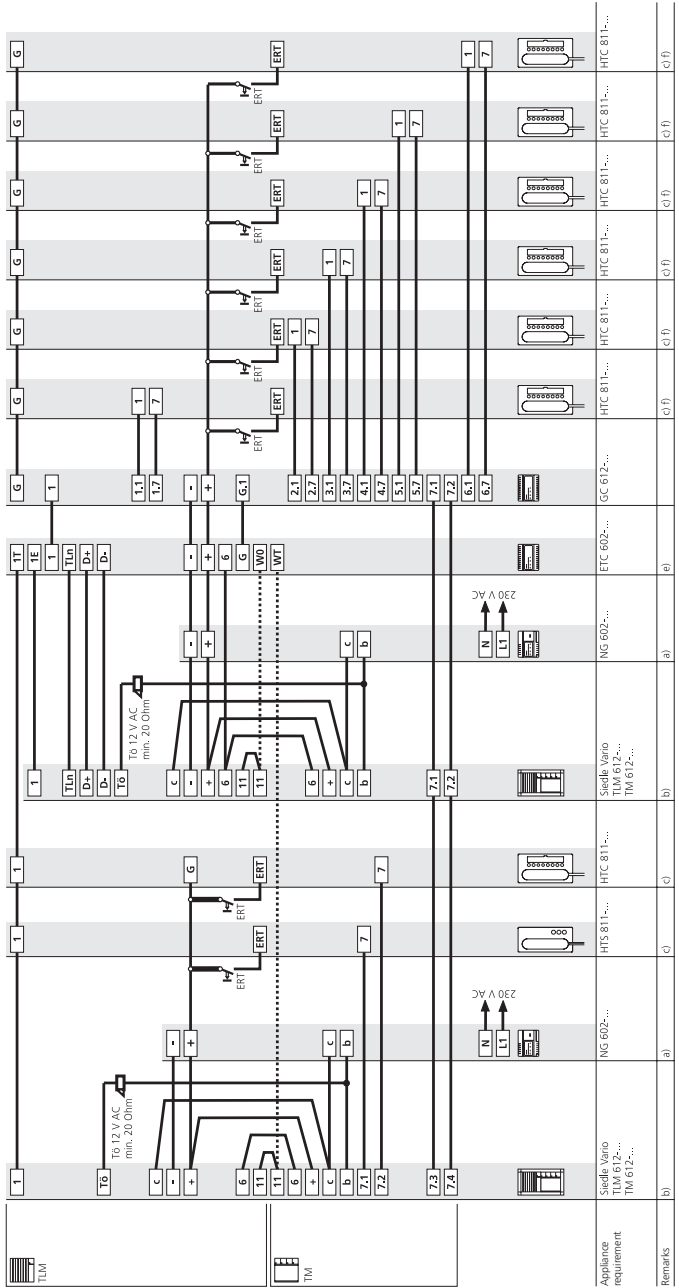 TLM
TM
Appliance requirement
Remarks
1
Tö
c
-
+
6
11
11
6
+
c
b
7.1
7.2
7.3
7.4
Siedle Vario
TLM 612-...
TM 612-...
b)
Tö 12 V AC
min. 20 Ohm
-
+
c
b
N
L1
230 V AC
NG 602-...
a)
1
ERT
ERT
7
HTS 811-...
c)
1
G
ERT
ERT
7
HTC 811-...
c)
1
TLn
D+
D-
Tö
c
-
+
6
11
11
6
+
c
b
7.1
7.2
Siedle Vario
TLM 612-...
TM 612-...
b)
Tö 12 V AC
min. 20 Ohm
-
+
c
b
N
L1
230 V AC
NG 602-...
a)
1T
1E
1
TLn
D+
D-
-
+
6
G
W0
WT
ETC 602-...
e)
G
1
1.1
1.7
-
+
G.1
2.1
2.7
3.1
3.7
4.1
4.7
5.1
5.7
7.1
7.2
6.1
6.7
GC 612-...
G
1
7
ERT
ERT
HTC 811-...
c) f)
G
ERT
ERT
1
7
HTC 811-...
c) f)
G
ERT
ERT
1
7
HTC 811-...
c) f)
G
ERT
ERT
1
7
HTC 811-...
c) f)
G
ERT
ERT
1
7
HTC 811-...
c) f)
G
ERT
ERT
1
7
HTC 811-...
c) f)